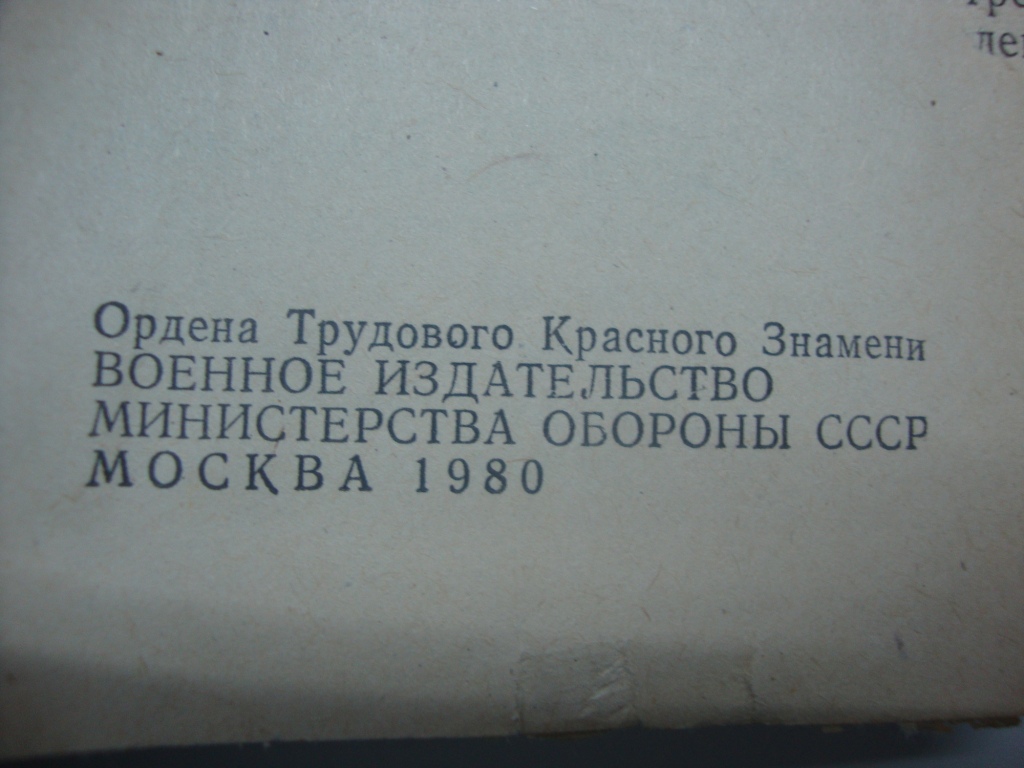 Ордена Трудового Красного Знамени
ВОЕННОЕ ИЗДАТЕЛЬСТВО
МИНИСТЕРСТВА ОБОРОНЫ СССР
МОСКВА 1980